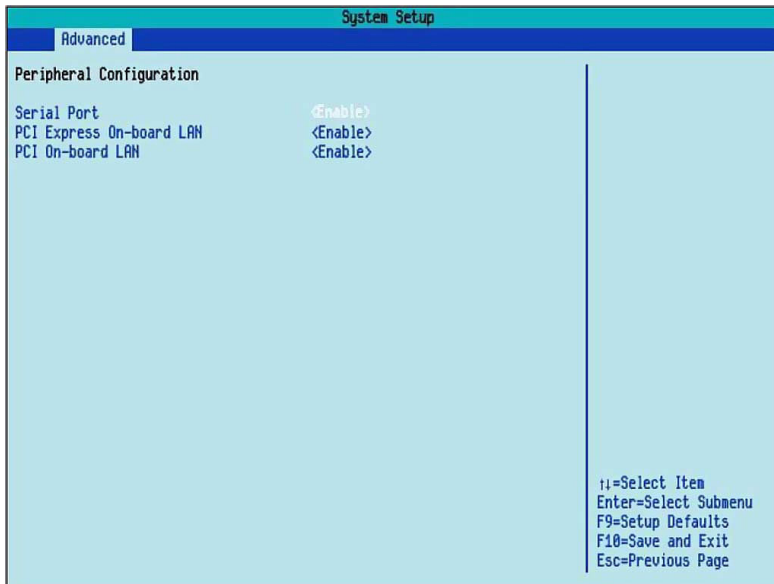 System Setup
Advanced
Peripheral Configuration
Serial Port <Enable>
PCI Express On-board LAN <Enable>
PCI On-board LAN <Enable>
↑↓=Select Item
Enter=Select Submenu
F9=Setup Defaults
F10=Save and Exit
Esc=Previous Page